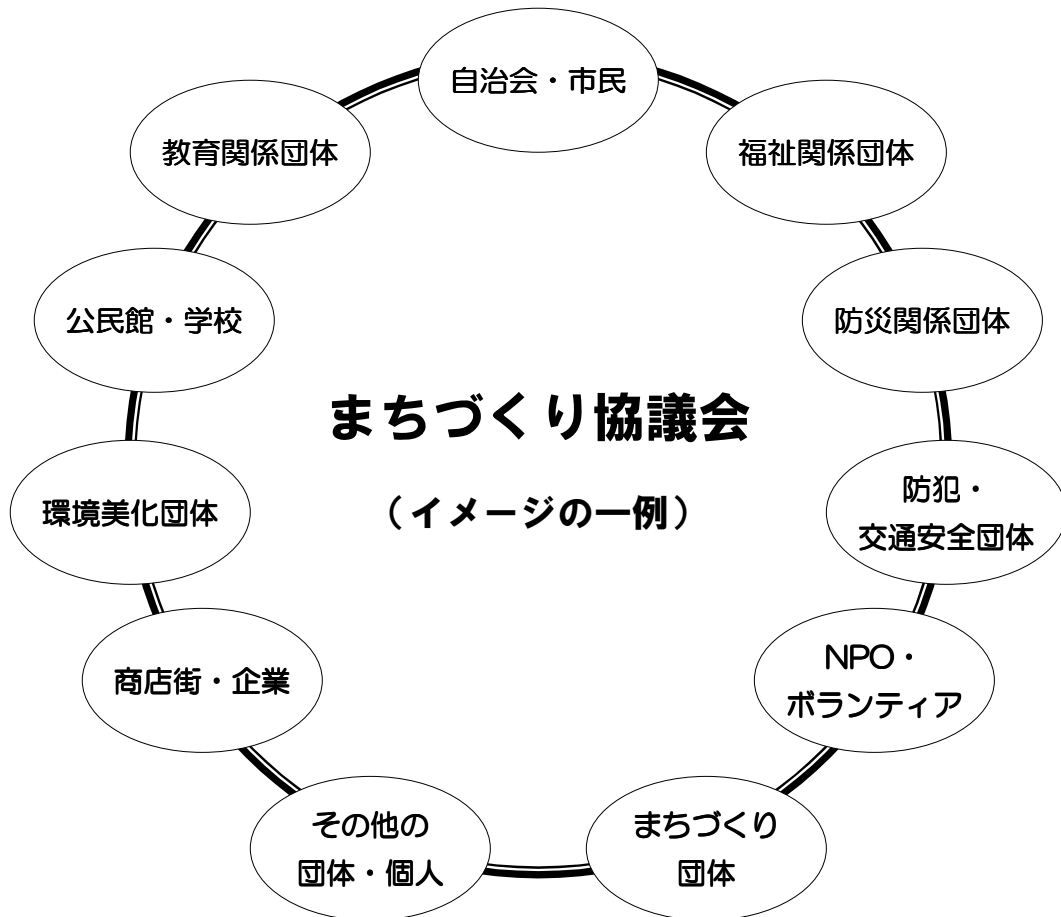 自治会・市民
教育関係団体
福祉関係団体
公民館・学校
防災関係団体
まちづくり協議会
(イメージの一例)
環境美化団体
防犯・
交通安全団体
商店街・企業
NPO・
ボランティア
その他の
団体・個人
まちづくり
団体